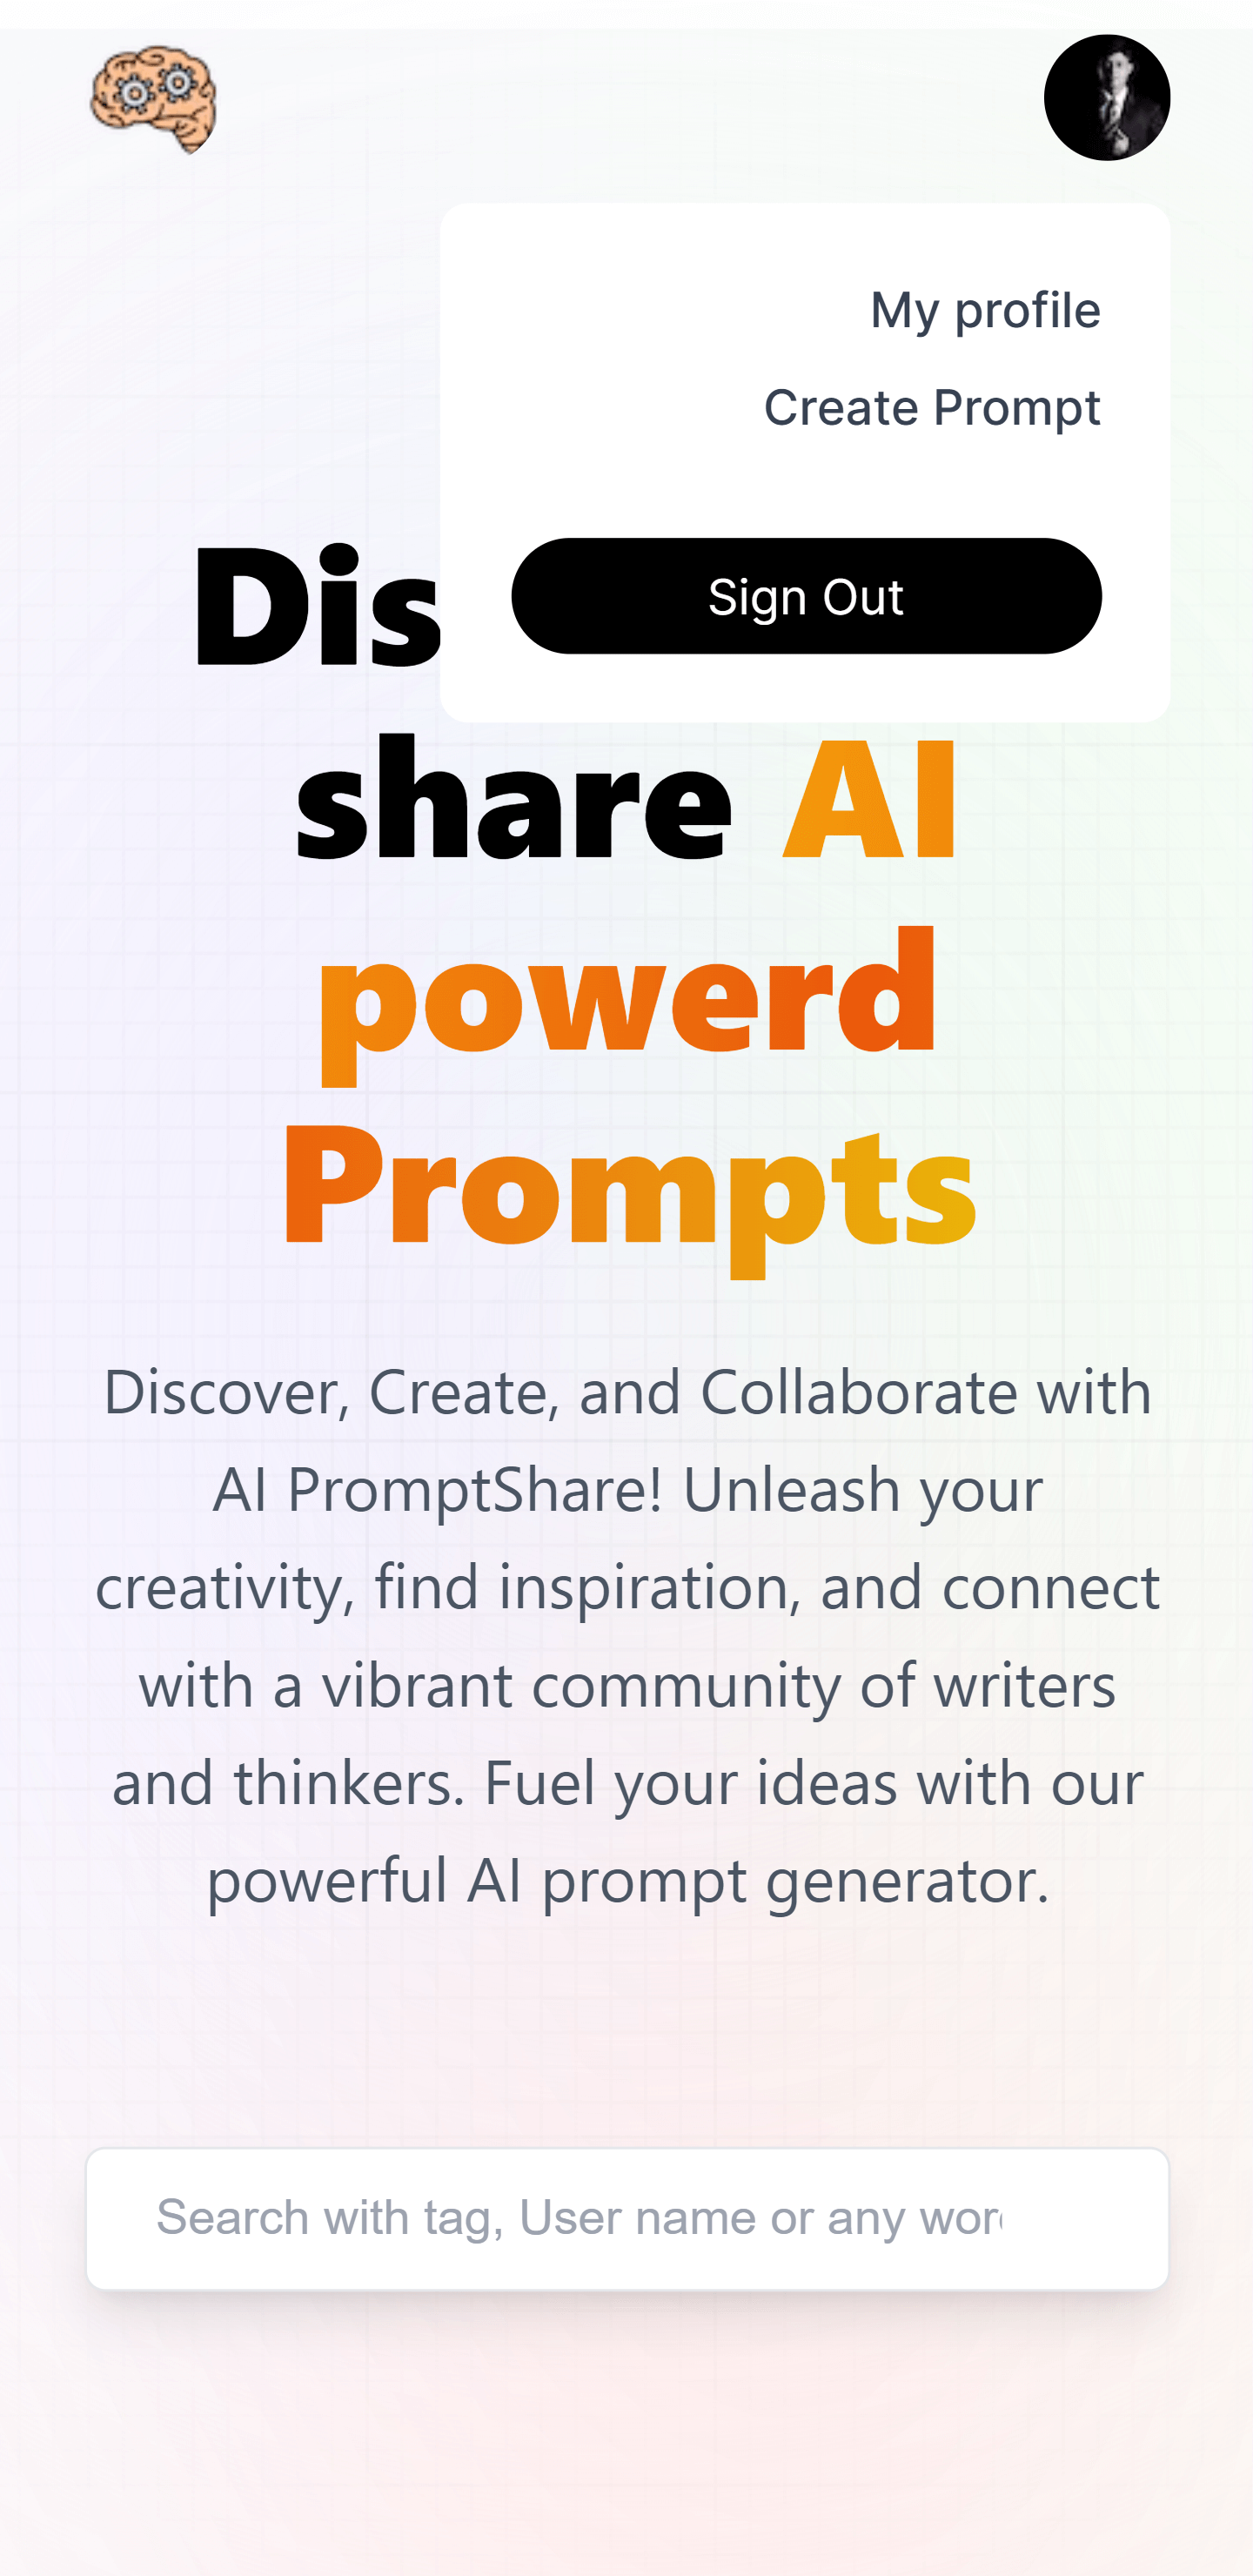 My profile
Create Prompt
Sign Out
Dis
share AI
powerd
Prompts
Discover, Create, and Collaborate with
AI PromptShare! Unleash your
creativity, find inspiration, and connect
with a vibrant community of writers
and thinkers. Fuel your ideas with our
powerful AI prompt generator.
Search with tag, User name or any wor